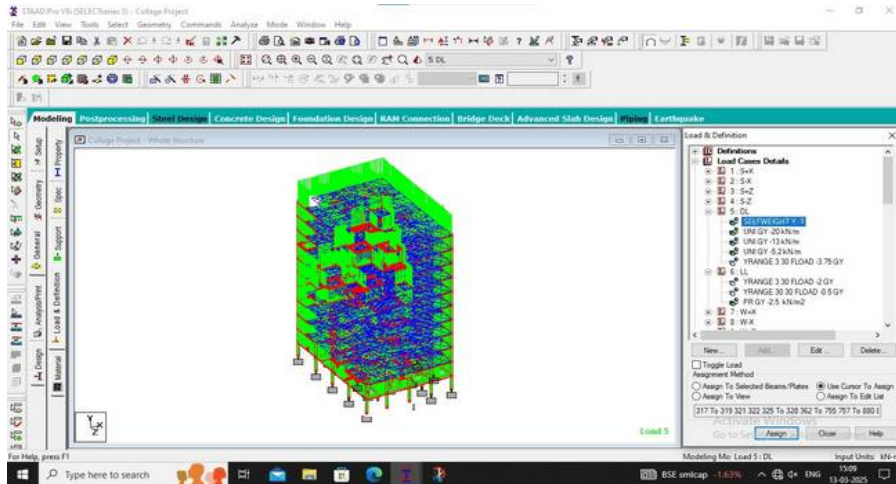 STAAD.Pro V8i (SELECTseries 5) - Collage Project
File Edit View Tools Select Geometry Commands Analyze Mode Window Help
5: DL
Modeling Postprocessing Steel Design Concrete Design Foundation Design RAM Connection Bridge Deck Advanced Slab Design Piping Earthquake
Collage Project - Whole Structure
Setup
Geometry
General
Analysis/Print
Design
Property
Spec
Support
Load & Definition
Material
Y
X
Z
Load 5
Load & Definition
Definitions
Load Cases Details
1 : S+X
2 : S-X
3 : S+Z
4 : S-Z
5 : DL
SELFWEIGHT Y -1
UNI GY -20 kN/m
UNI GY -13 kN/m
UNI GY -5.2 kN/m
YRANGE 3 30 FLOAD -3.75 GY
6 : LL
YRANGE 3 30 FLOAD -2 GY
YRANGE 30 30 FLOAD -0.5 GY
PR GY -2.5 kN/m2
7 : W+X
8 : W-X
New... Add... Edit... Delete...
Toggle Load
Assignment Method
Assign To Selected Beams/Plates Use Cursor To Assign
Assign To View Assign To Edit List
317 To 319 321 322 325 To 328 362 To 755 757 To 880
Activate Windows
Assign Close Help
For Help, press F1
Modeling Mo Load 5 : DL Input Units: kN-
Type here to search
BSE smlcap -1.63% ENG 15:09
13-03-2025